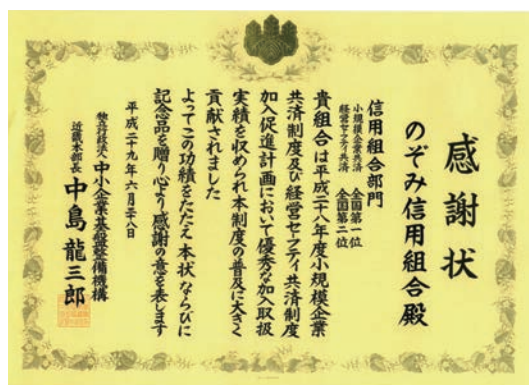 感謝状
のぞみ信用組合殿
信用組合部門
小規模企業共済 全国第一位
経営セーフティ共済 全国第二位
貴組合は平成二十八年度小規模企業
共済制度及び経営セーフティ共済制度
加入促進計画において優秀な加入取扱
実績を収められ本制度の普及に大きく
貢献されました
よってこの功績をたたえ本状ならびに
記念品を贈り心より感謝の意を表します
平成二十九年六月二十八日
独立行政法人 中小企業基盤整備機構
近畿本部長 中島龍三郎